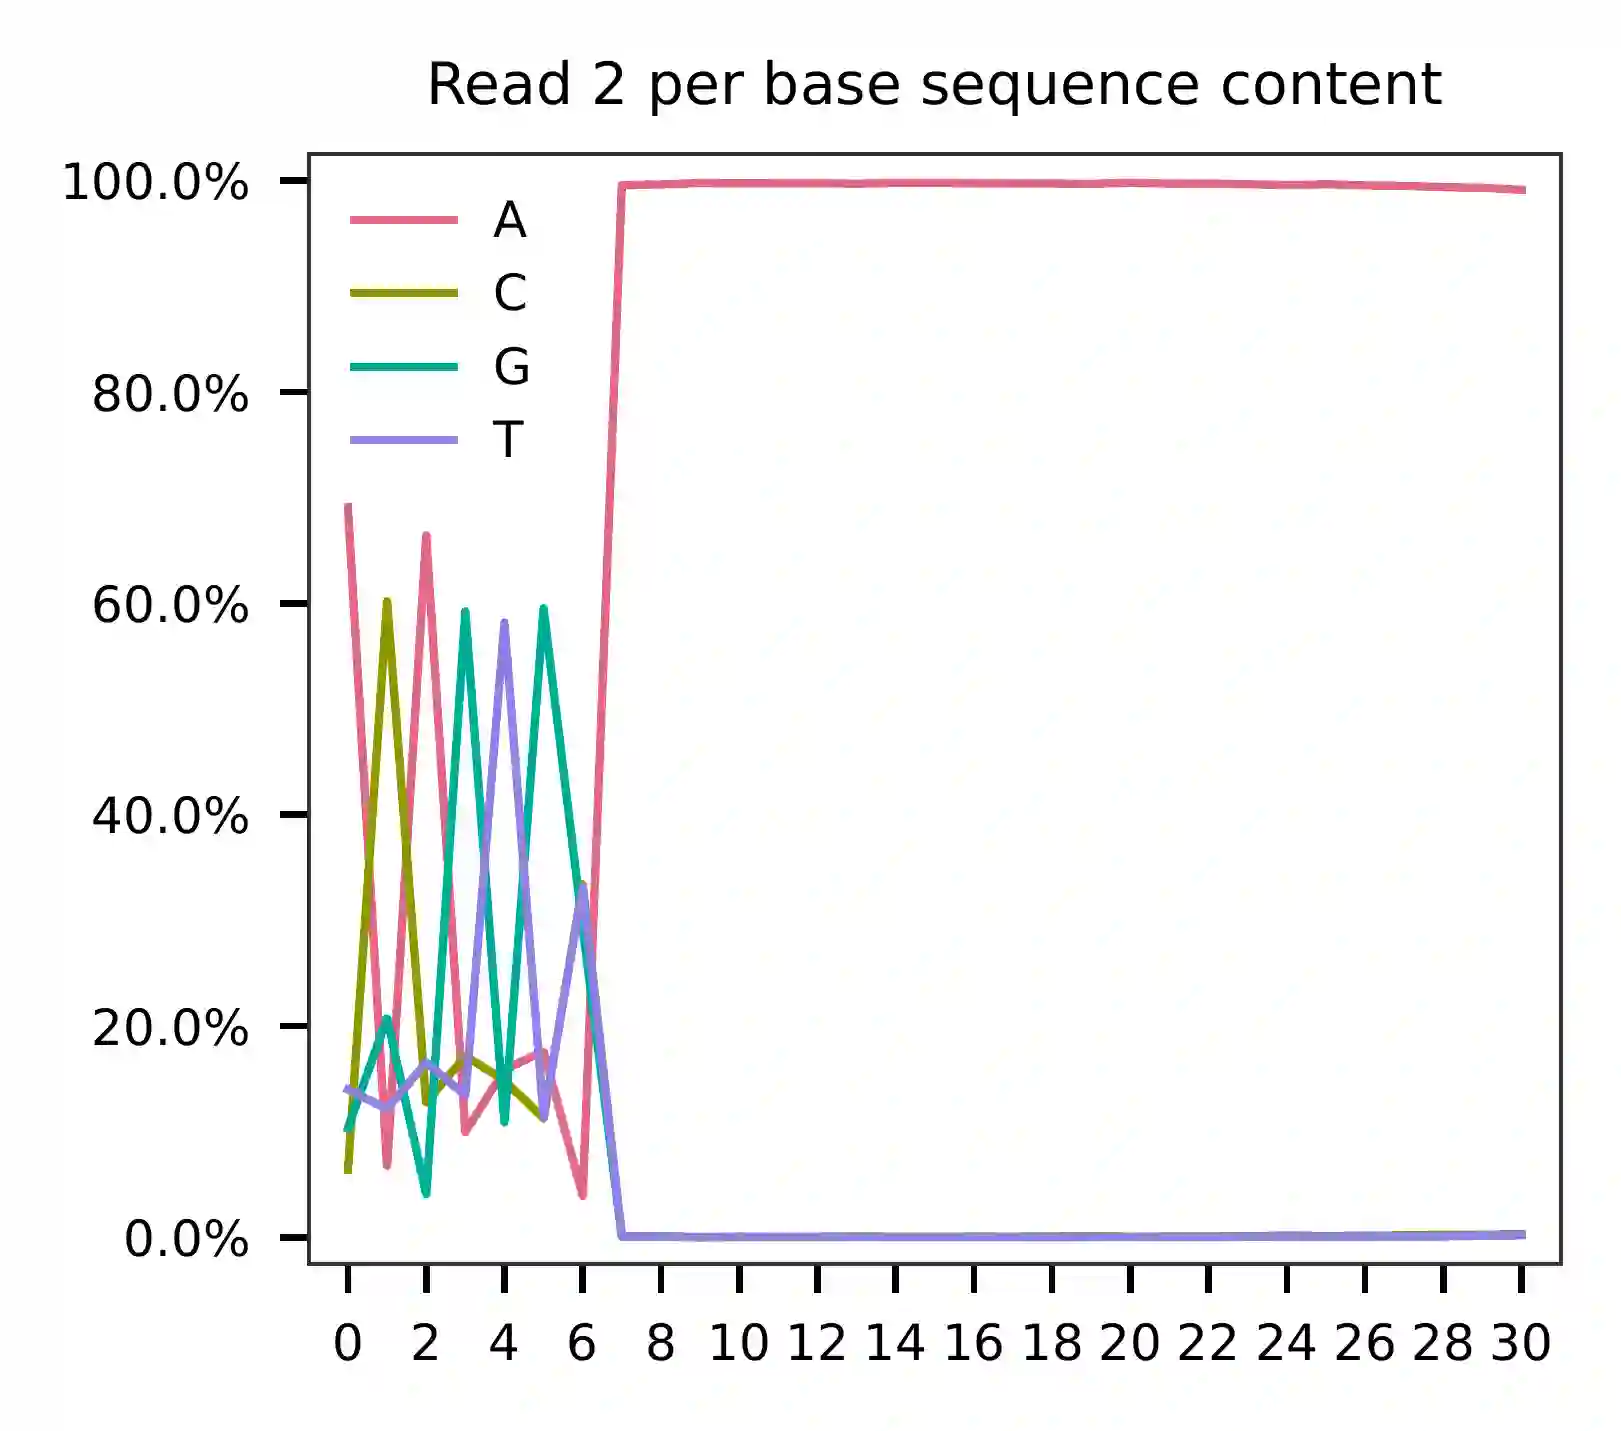 Read 2 per base sequence content
100.0%
80.0%
60.0%
40.0%
20.0%
0.0%
A
C
G
T
0 2 4 6 8 10 12 14 16 18 20 22 24 26 28 30